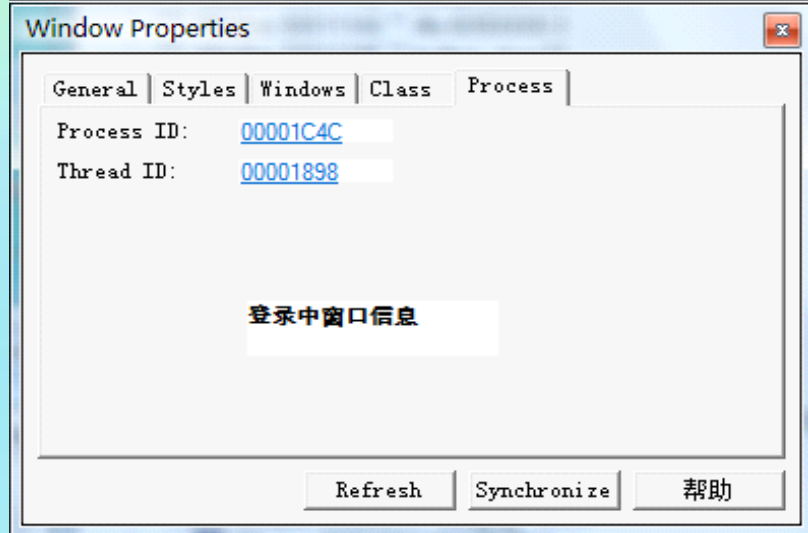 Window Properties
General Styles Windows Class Process
Process ID: 00001C4C
Thread ID: 00001898
登录中窗口信息
Refresh Synchronize 帮助